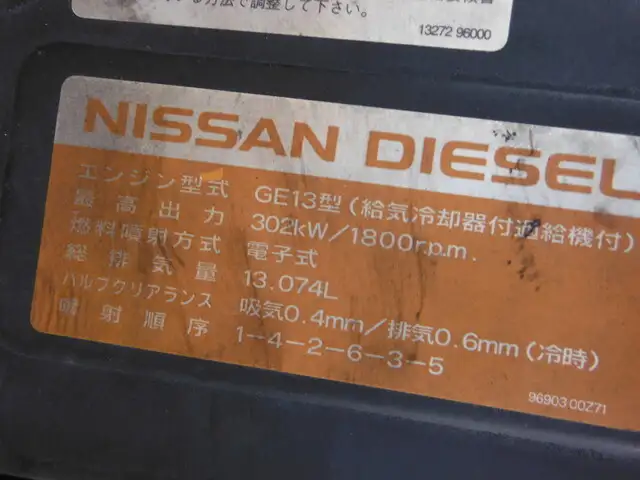 る方法で調整して下さい。
13272 96000
NISSAN DIESEL
エンジン型式 GE13型(給気冷却器付過給機付)
最高出力 302kW/1800r.p.m.
燃料噴射方式 電子式
総排気量 13.074L
バルブクリアランス 吸気0.4mm/排気0.6mm(冷時)
噴射順序 1-4-2-6-3-5
96903 00Z71